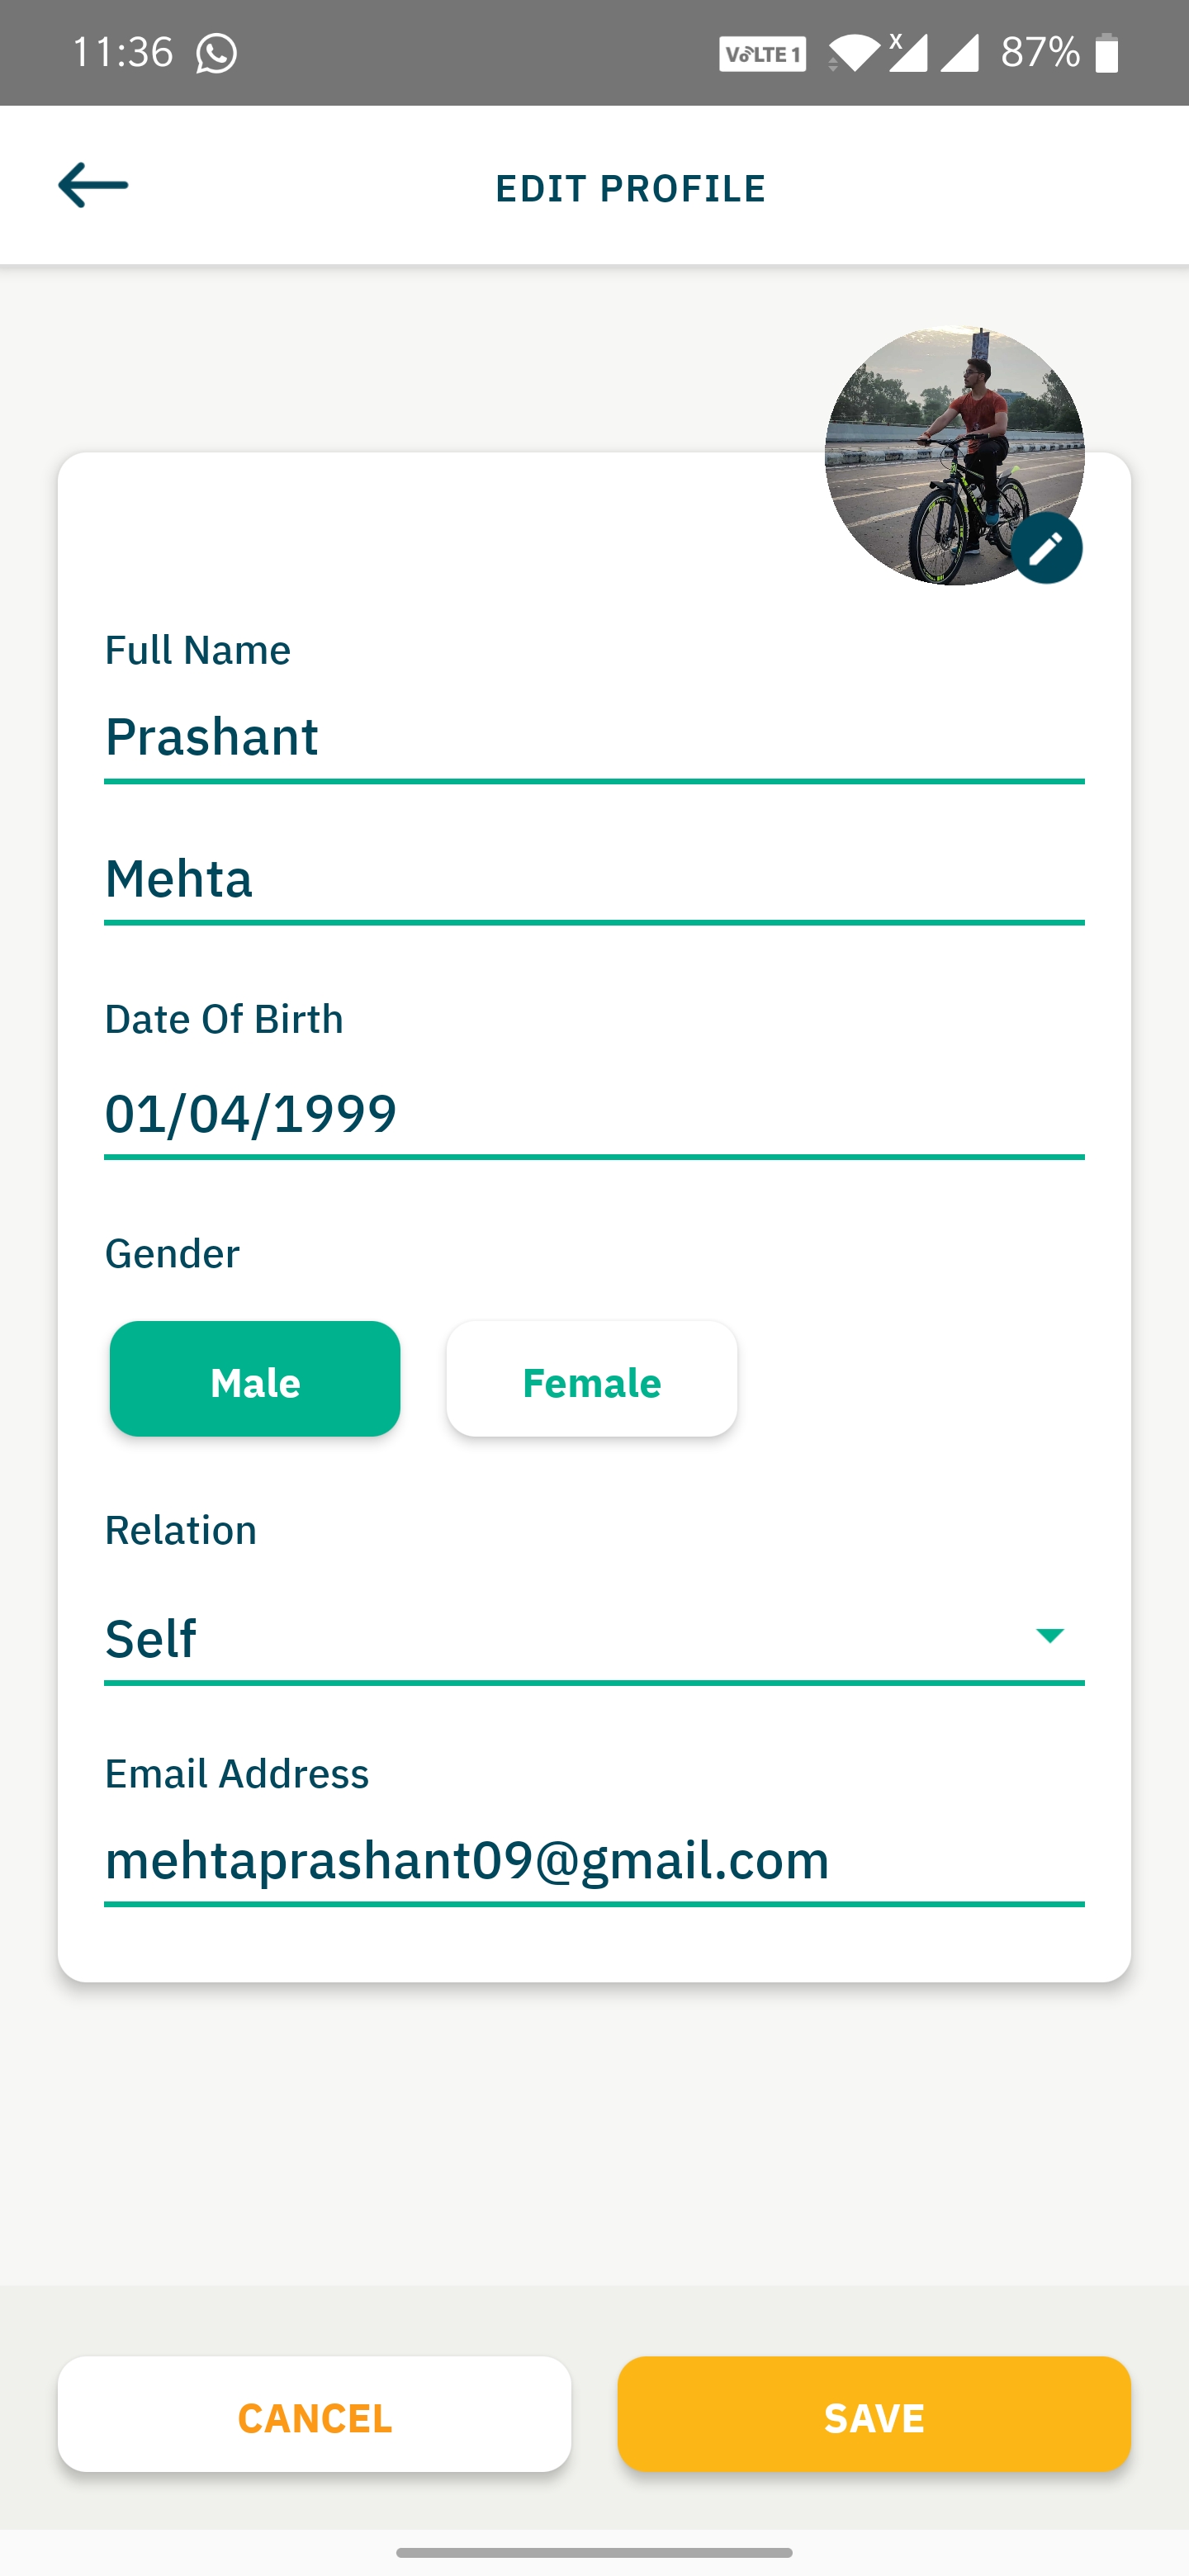 11:36 VoLTE 1 X 87%
EDIT PROFILE
Full Name
Prashant
Mehta
Date Of Birth
01/04/1999
Gender
Male Female
Relation
Self
Email Address
mehtaprashant09@gmail.com
CANCEL SAVE